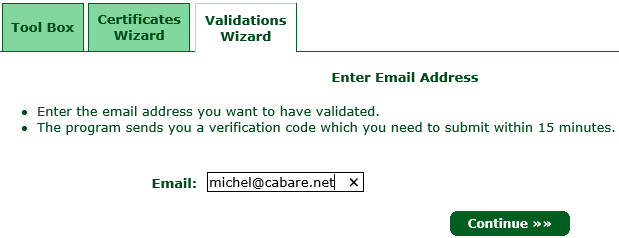 Tool Box
Certificates
Wizard
Validations
Wizard
Enter Email Address
• Enter the email address you want to have validated.
• The program sends you a verification code which you need to submit within 15 minutes.
Email: michel@cabare.net ×
Continue »»